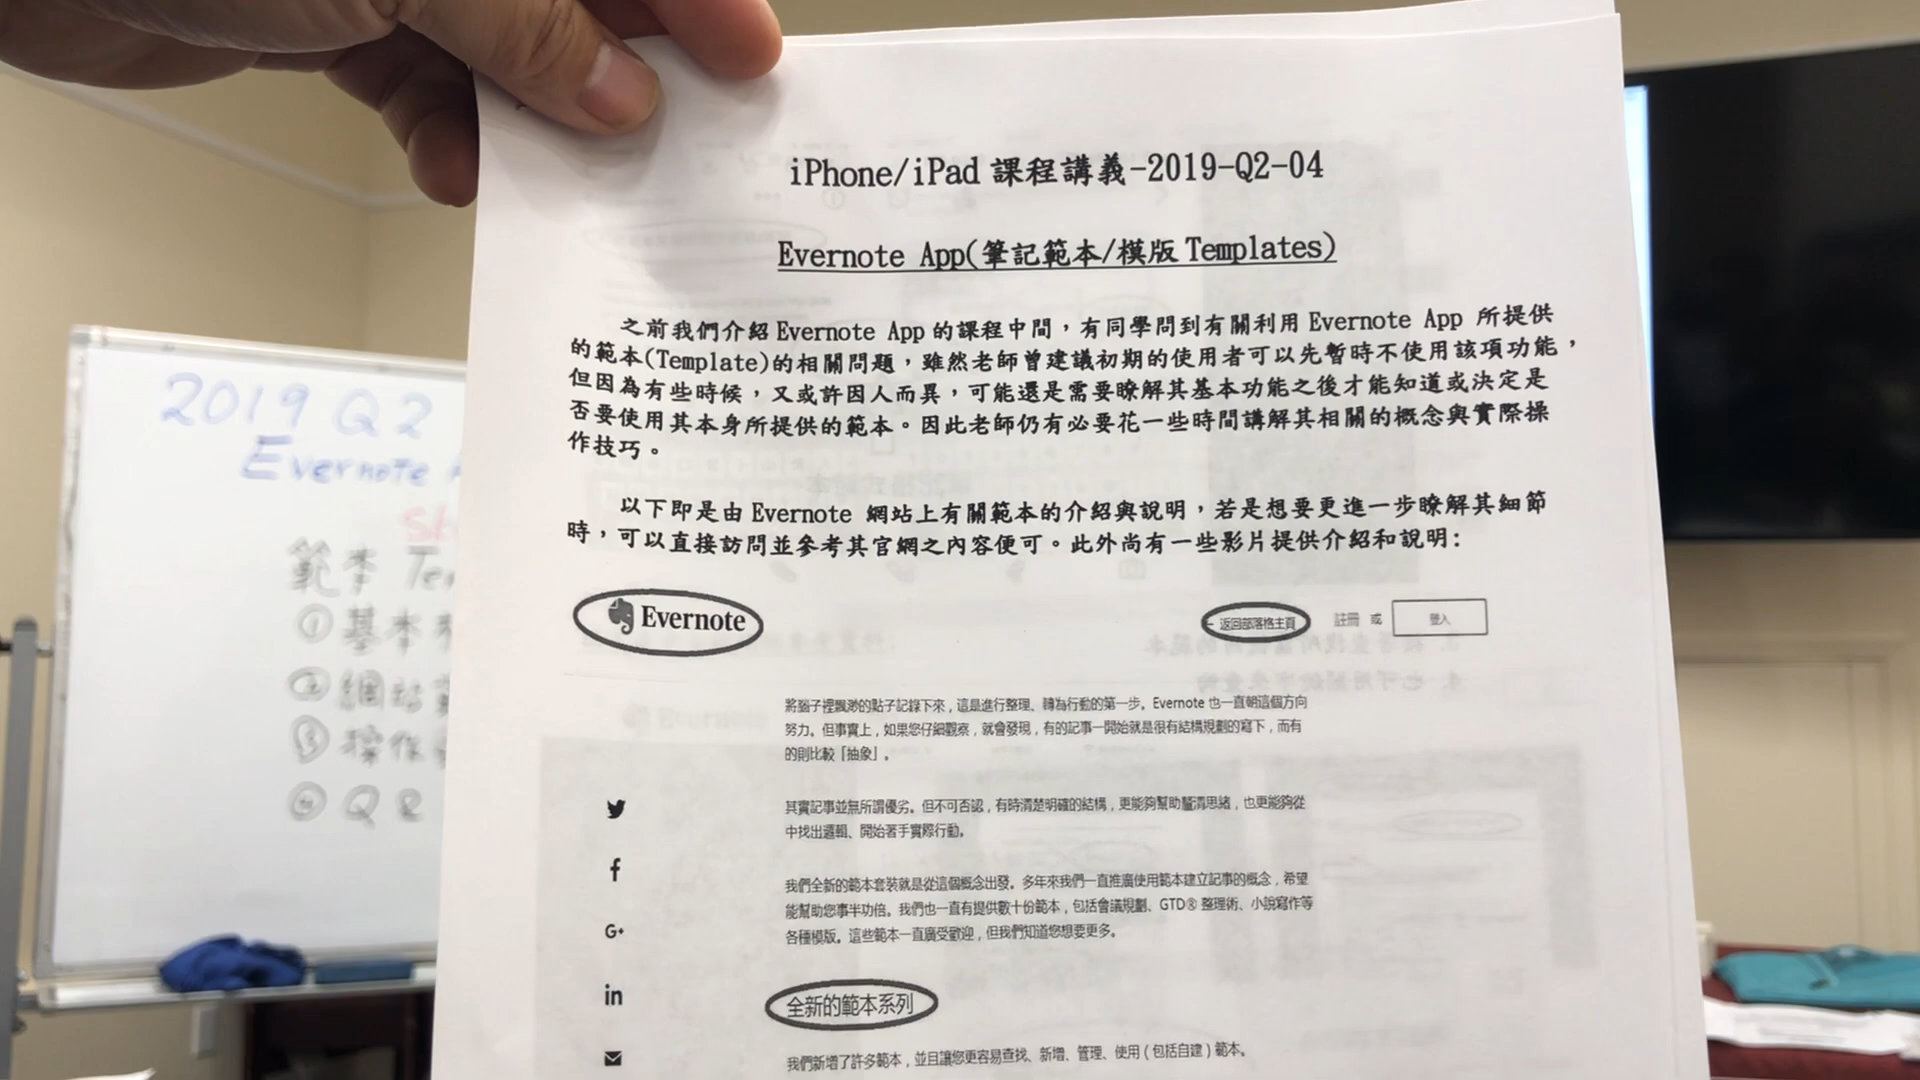 iPhone/iPad 課程講義-2019-Q2-04
Evernote App(筆記範本/模版 Templates)
之前我們介紹 Evernote App 的課程中間，有同學問到有關利用 Evernote App 所提供
的範本(Template)的相關問題，雖然老師曾建議初期的使用者可以先暫時不使用該項功能，
但因為有些時候，又或許因人而異，可能還是需要瞭解其基本功能之後才能知道或決定是
否要使用其本身所提供的範本。因此老師仍有必要花一些時間講解其相關的概念與實際操
作技巧。
以下即是由 Evernote 網站上有關範本的介紹與說明，若是想要更進一步瞭解其細節
時，可以直接訪問並參考其官網之內容便可。此外尚有一些影片提供介紹和說明:
Evernote
返回部落格主頁 註冊 或 登入
將腦子裡飄渺的點子記錄下來，這是進行整理、轉為行動的第一步。Evernote 也一直朝這個方向
努力。但事實上，如果您仔細觀察，就會發現，有的記事一開始就是很有結構規劃的寫下，而有
的則比較「抽象」。
其實記事並無所謂優劣。但不可否認，有時清楚明確的結構，更能夠幫助釐清思緒，也更能夠從
中找出邏輯、開始著手實際行動。
我們全新的範本套裝就是從這個概念出發。多年來我們一直推廣使用範本建立記事的概念，希望
能幫助您事半功倍。我們也一直有提供數十份範本，包括會議規劃、GTD® 整理術、小說寫作等
各種模版。這些範本一直廣受歡迎，但我們知道您想要更多。
G+
in
全新的範本系列
我們新增了許多範本，並且讓您更容易查找、新增、管理、使用（包括自建）範本。
2019 Q2
Evernote
範本
① 基本
② 網站
③ 操作
④ Q &